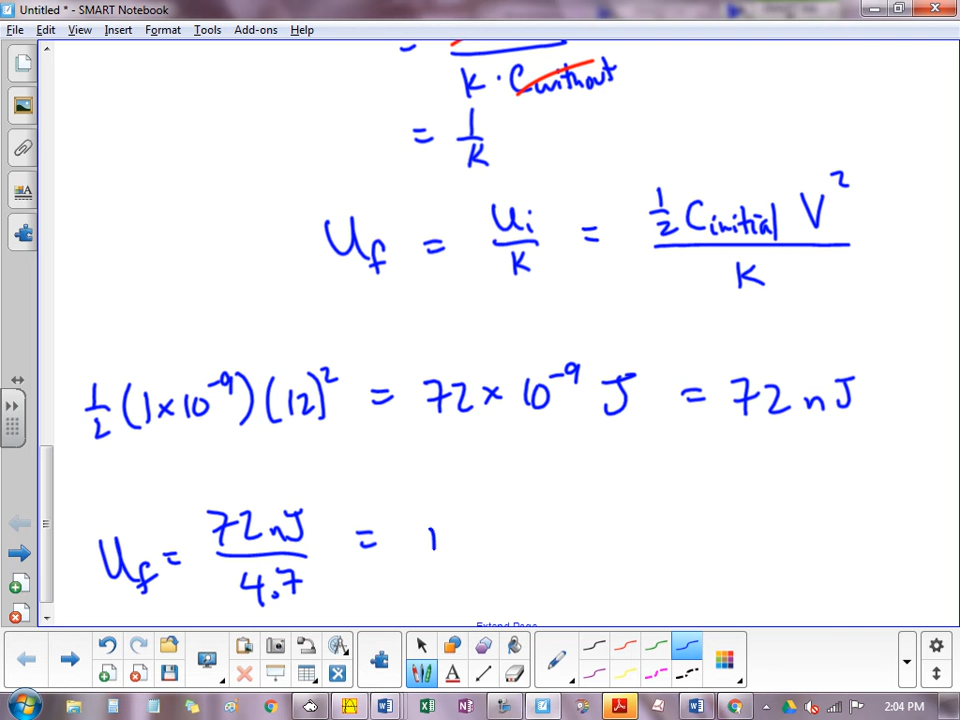 Untitled * - SMART Notebook
File Edit View Insert Format Tools Add-ons Help
=
k · Cwithout
= 1/k
Uf = Ui/k = ½ Cinitial V² / k
½ (1×10⁻⁹)(12)² = 72×10⁻⁹ J = 72 nJ
Uf = 72 nJ / 4.7 = 1
Extend Page
2:04 PM